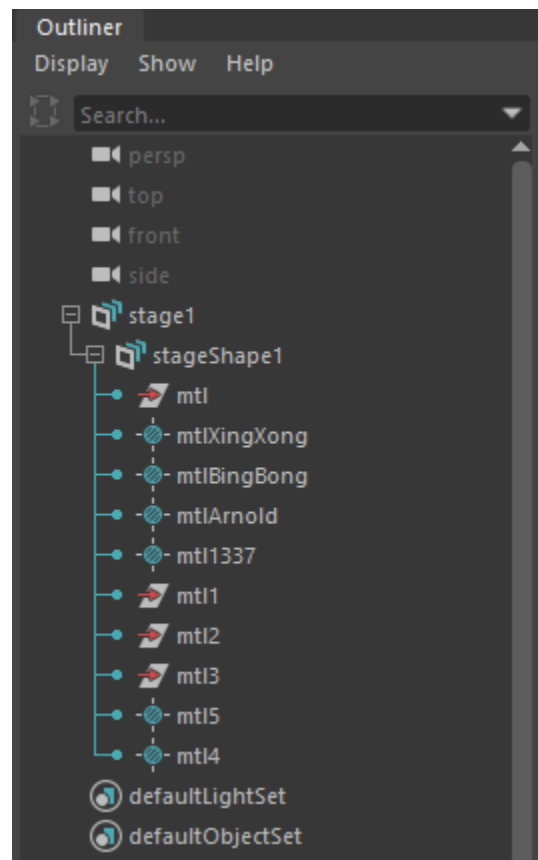 Outliner
Display Show Help
Search...
persp
top
front
side
stage1
stageShape1
mtl
mtlXingXong
mtlBingBong
mtlArnold
mtl1337
mtl1
mtl2
mtl3
mtl5
mtl4
defaultLightSet
defaultObjectSet